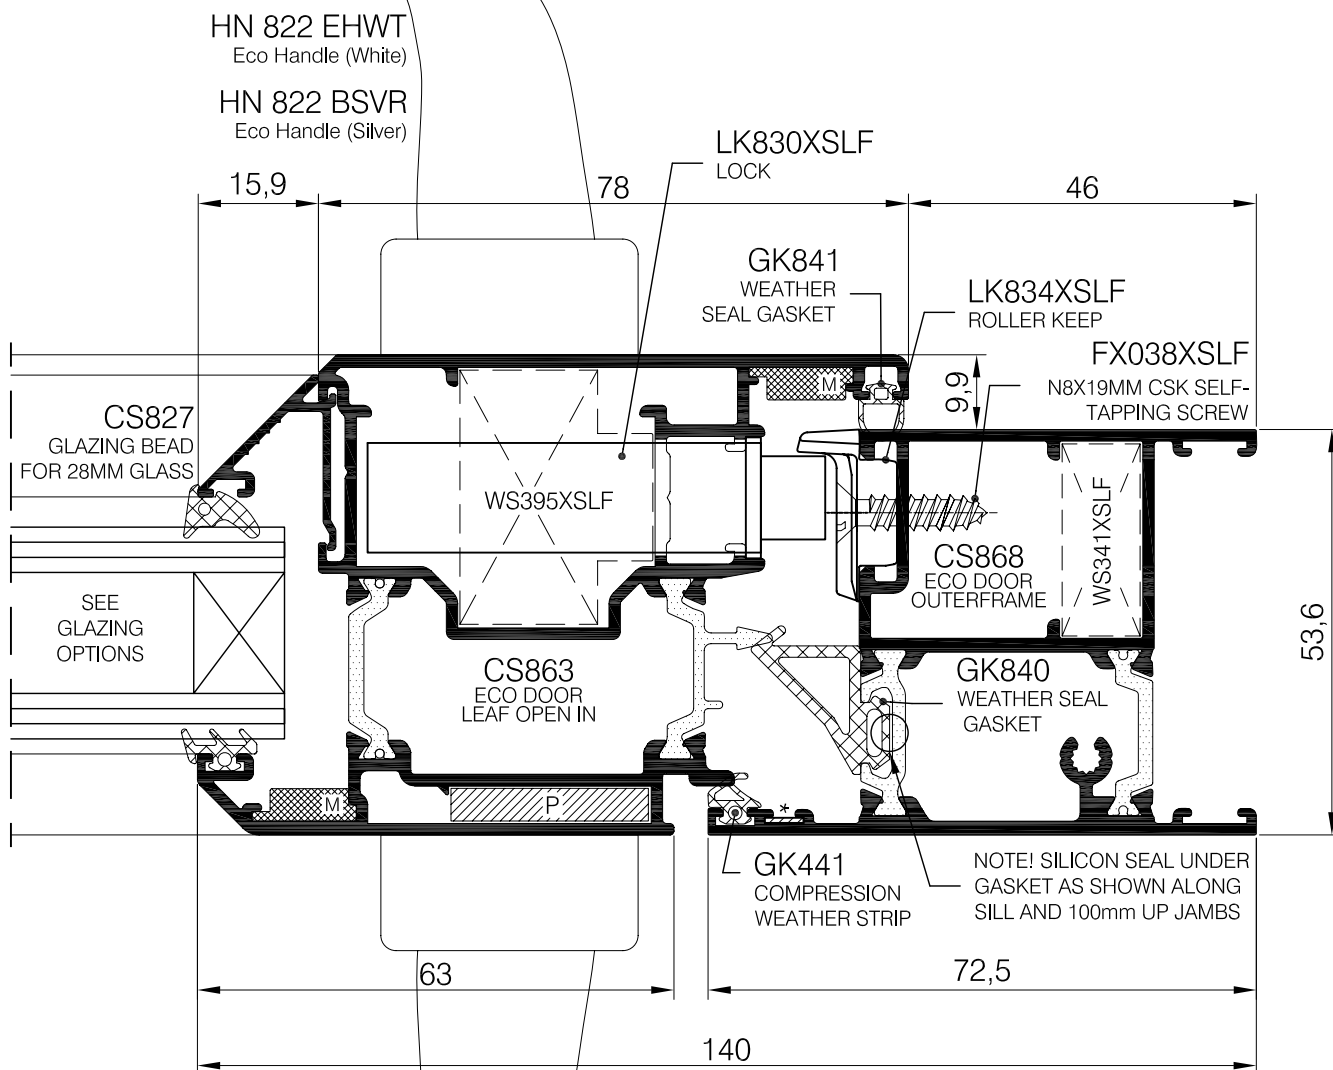 HN 822 EHWT
Eco Handle (White)
HN 822 BSVR
Eco Handle (Silver)
LK830XSLF
LOCK
15,9
78
46
GK841
WEATHER
SEAL GASKET
LK834XSLF
ROLLER KEEP
FX038XSLF
N8X19MM CSK SELF-
TAPPING SCREW
9,9
M
CS827
GLAZING BEAD
FOR 28MM GLASS
WS395XSLF
WS341XSLF
CS868
ECO DOOR
OUTERFRAME
SEE
GLAZING
OPTIONS
53,6
CS863
ECO DOOR
LEAF OPEN IN
GK840
WEATHER SEAL
GASKET
M
P
*
GK441
COMPRESSION
WEATHER STRIP
NOTE! SILICON SEAL UNDER
GASKET AS SHOWN ALONG
SILL AND 100mm UP JAMBS
63
72,5
140